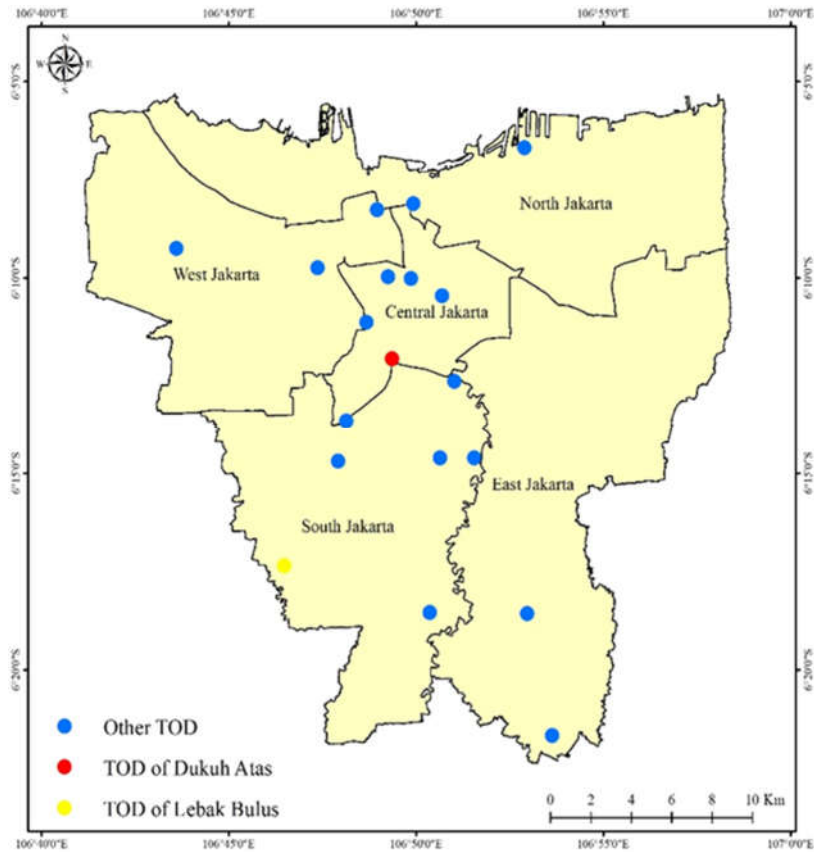 106°40'0"E 106°45'0"E 106°50'0"E 106°55'0"E 107°0'0"E
N
W E
S
6°5'0"S 6°5'0"S
North Jakarta
West Jakarta
6°10'0"S 6°10'0"S
Central Jakarta
6°15'0"S 6°15'0"S
East Jakarta
South Jakarta
6°20'0"S 6°20'0"S
Other TOD
TOD of Dukuh Atas
TOD of Lebak Bulus
0 2 4 6 8 10 Km
106°40'0"E 106°45'0"E 106°50'0"E 106°55'0"E 107°0'0"E